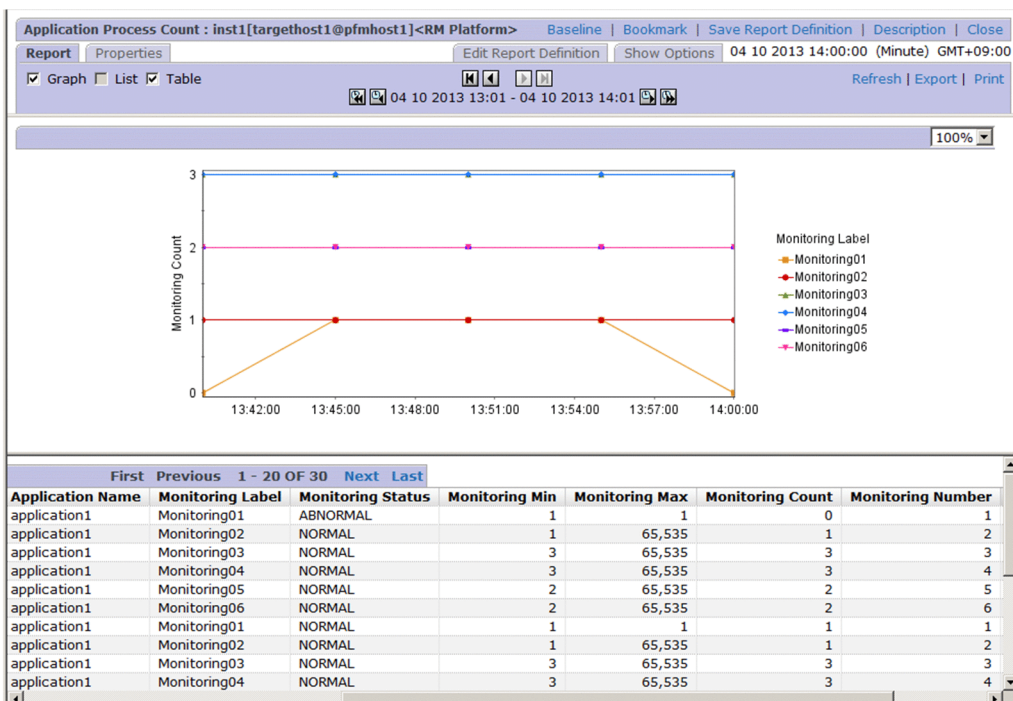 Application Process Count : inst1[targethost1@pfmhost1]<RM Platform> Baseline | Bookmark | Save Report Definition | Description | Close
Report Properties Edit Report Definition Show Options 04 10 2013 14:00:00 (Minute) GMT+09:00
Graph List Table Refresh | Export | Print
04 10 2013 13:01 - 04 10 2013 14:01
100%
3
2
1
0
Monitoring Count
13:42:00 13:45:00 13:48:00 13:51:00 13:54:00 13:57:00 14:00:00
Monitoring Label
Monitoring01
Monitoring02
Monitoring03
Monitoring04
Monitoring05
Monitoring06
First Previous 1 - 20 OF 30 Next Last
Application Name Monitoring Label Monitoring Status Monitoring Min Monitoring Max Monitoring Count Monitoring Number
application1 Monitoring01 ABNORMAL 1 1 0 1
application1 Monitoring02 NORMAL 1 65,535 1 2
application1 Monitoring03 NORMAL 3 65,535 3 3
application1 Monitoring04 NORMAL 3 65,535 3 4
application1 Monitoring05 NORMAL 2 65,535 2 5
application1 Monitoring06 NORMAL 2 65,535 2 6
application1 Monitoring01 NORMAL 1 1 1 1
application1 Monitoring02 NORMAL 1 65,535 1 2
application1 Monitoring03 NORMAL 3 65,535 3 3
application1 Monitoring04 NORMAL 3 65,535 3 4